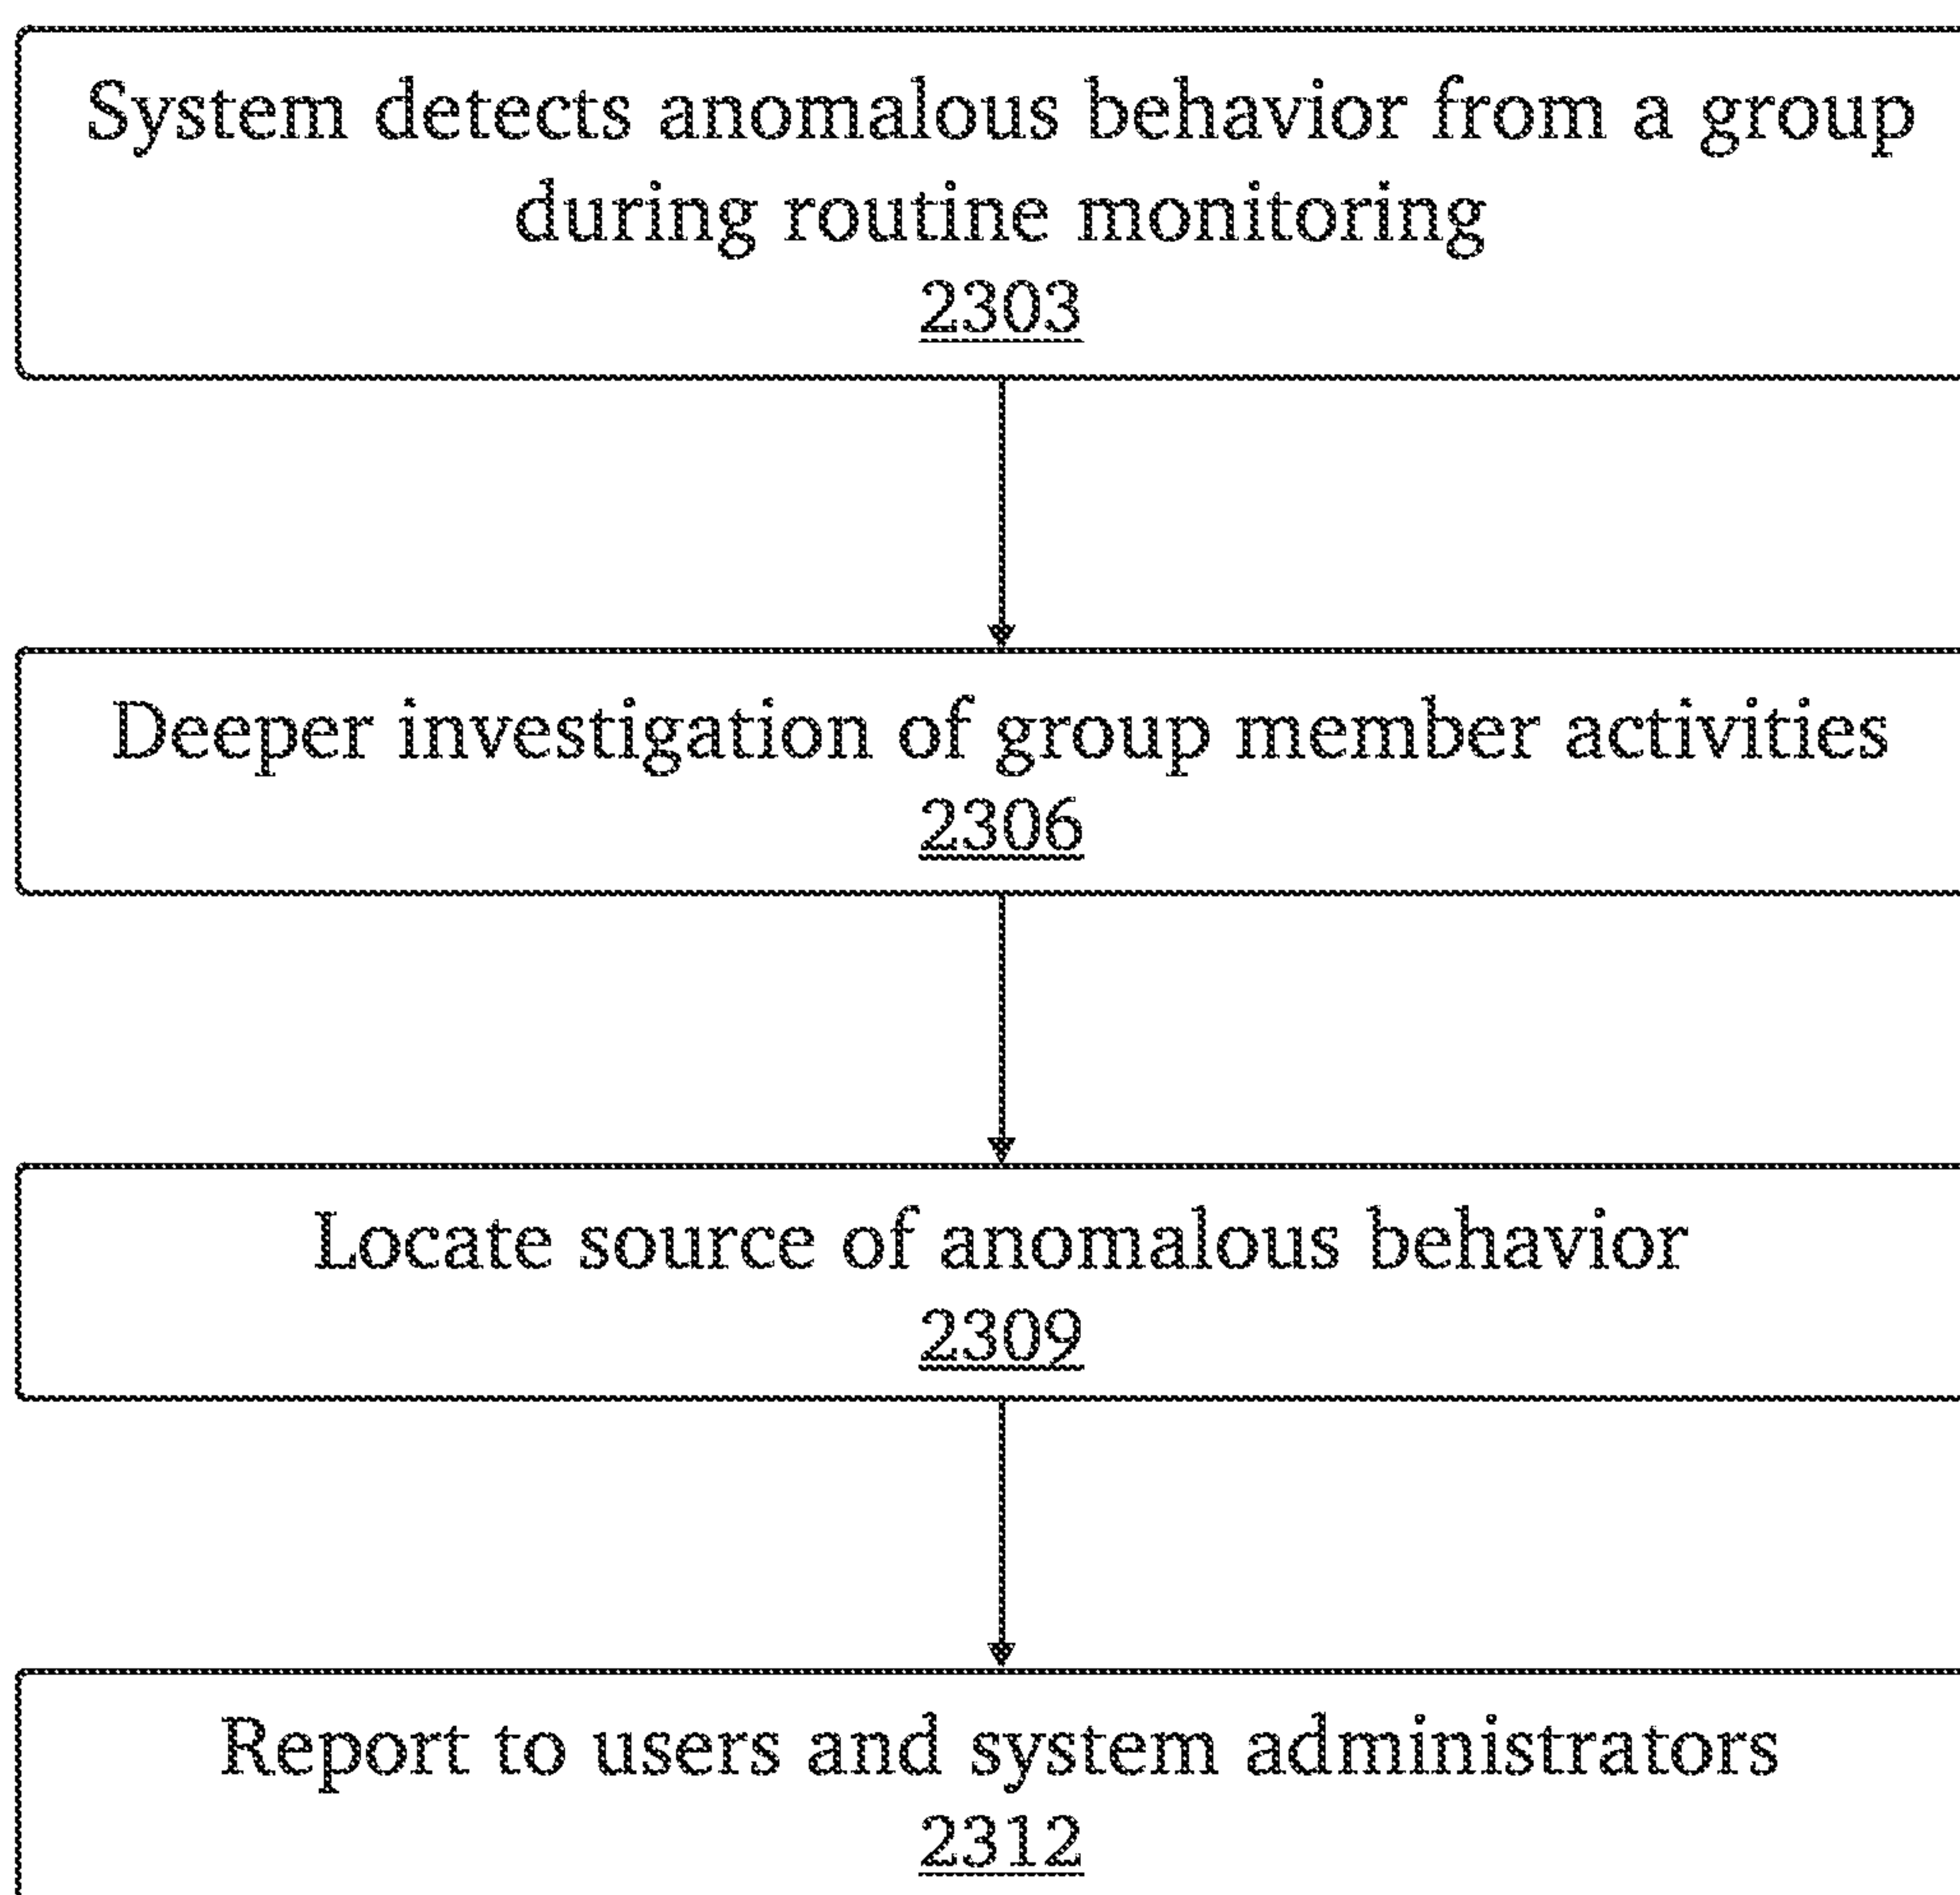 System detects anomalous behavior from a group
during routine monitoring
2303
Deeper investigation of group member activities
2306
Locate source of anomalous behavior
2309
Report to users and system administrators
2312